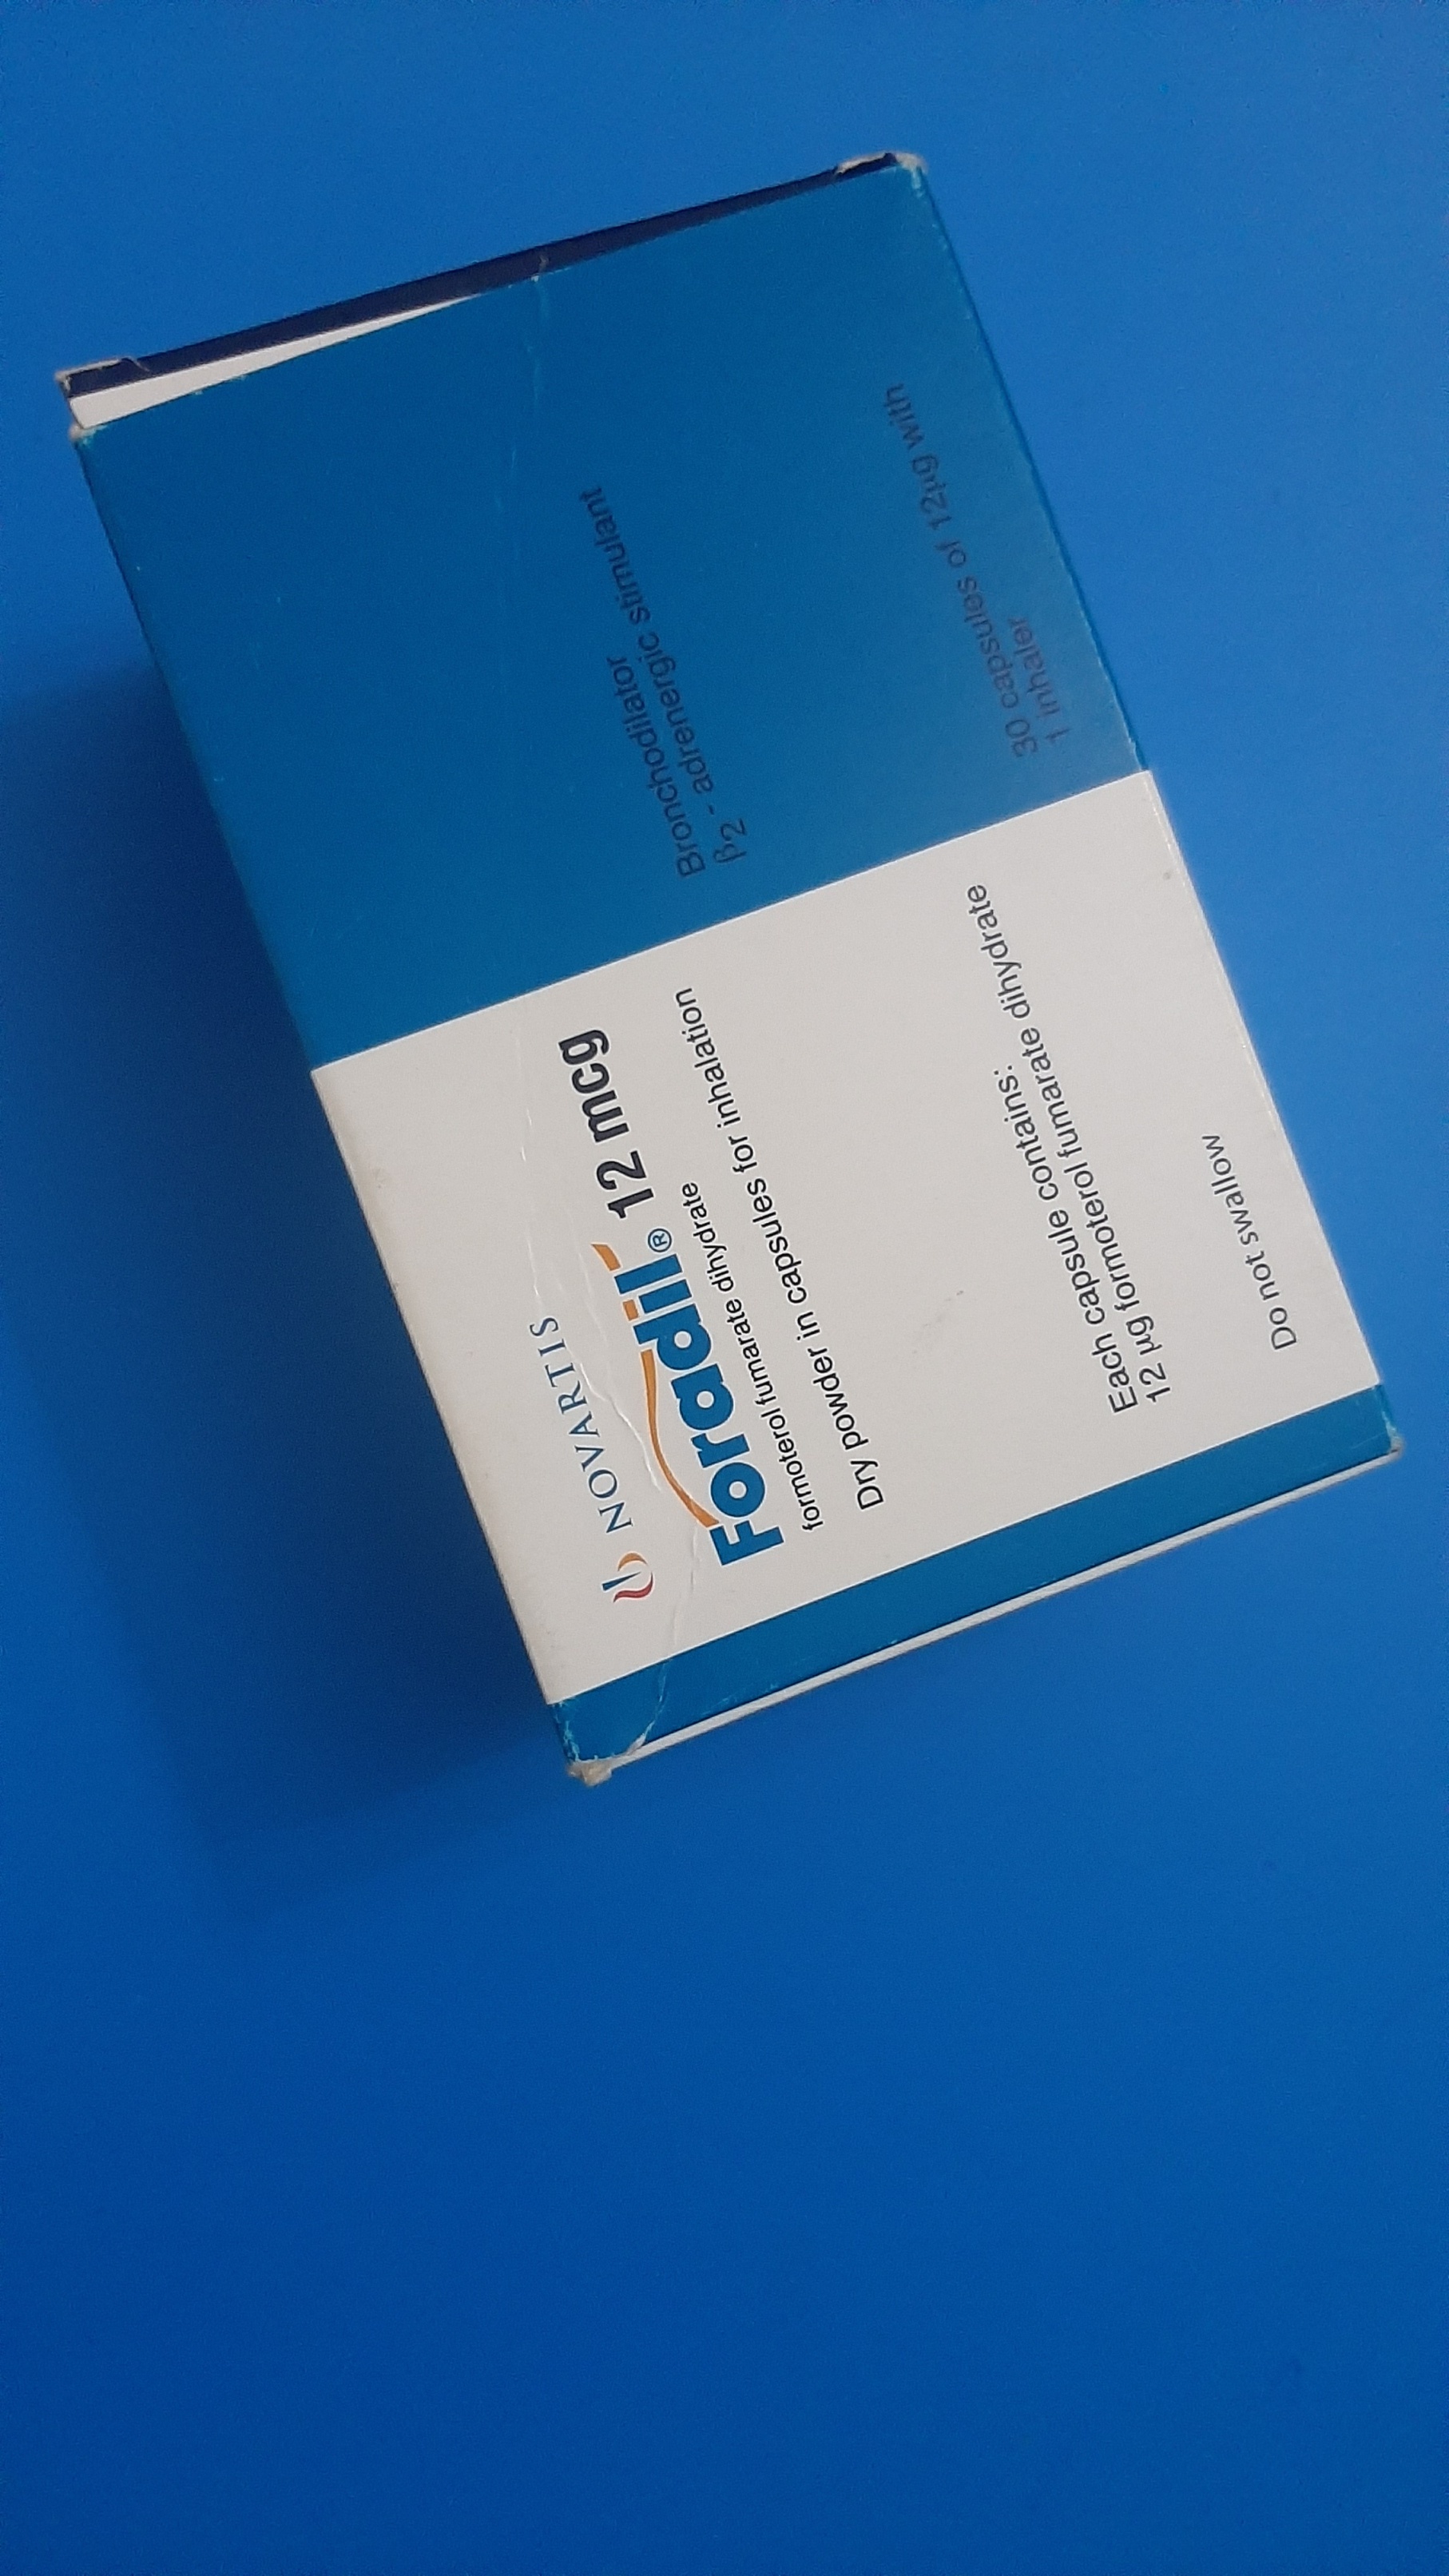 NOVARTIS
Foradil® 12 mcg
formoterol fumarate dihydrate
Dry powder in capsules for inhalation
Each capsule contains:
12 µg formoterol fumarate dihydrate
Do not swallow
Bronchodilator
β2 - adrenergic stimulant
30 capsules of 12µg with
1 inhaler